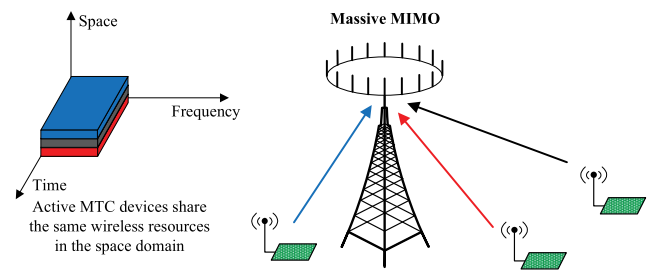 Space
Massive MIMO
Frequency
Time
Active MTC devices share
the same wireless resources
in the space domain